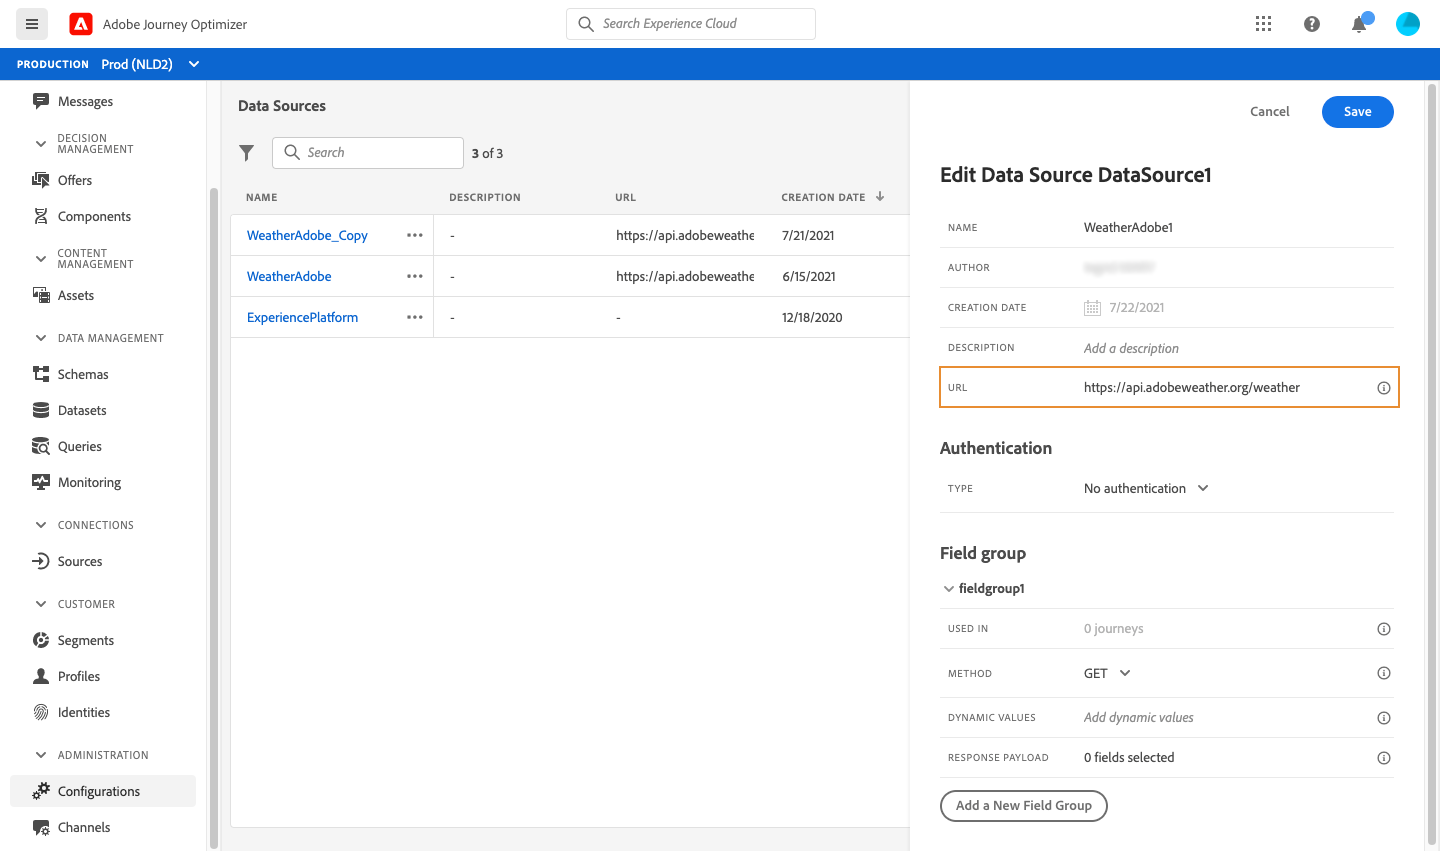 Adobe Journey Optimizer
Search Experience Cloud
PRODUCTION Prod (NLD2)
Messages
DECISION
MANAGEMENT
Offers
Components
CONTENT
MANAGEMENT
Assets
DATA MANAGEMENT
Schemas
Datasets
Queries
Monitoring
CONNECTIONS
Sources
CUSTOMER
Segments
Profiles
Identities
ADMINISTRATION
Configurations
Channels
Data Sources
Search
3 of 3
NAME DESCRIPTION URL CREATION DATE
WeatherAdobe_Copy - https://api.adobeweathe 7/21/2021
WeatherAdobe - https://api.adobeweathe 6/15/2021
ExperiencePlatform - - 12/18/2020
Cancel Save
Edit Data Source DataSource1
NAME WeatherAdobe1
AUTHOR
CREATION DATE 7/22/2021
DESCRIPTION Add a description
URL https://api.adobeweather.org/weather
Authentication
TYPE No authentication
Field group
fieldgroup1
USED IN 0 journeys
METHOD GET
DYNAMIC VALUES Add dynamic values
RESPONSE PAYLOAD 0 fields selected
Add a New Field Group